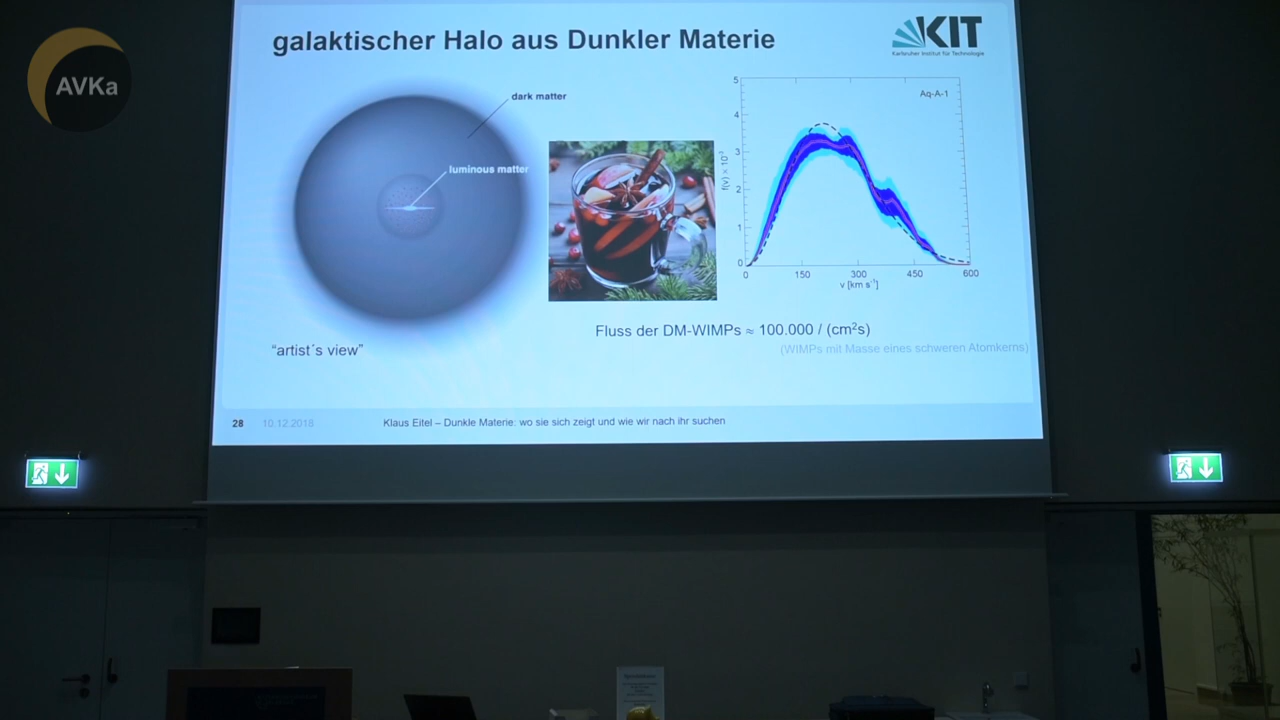 AVKa
galaktischer Halo aus Dunkler Materie
KIT
Karlsruher Institut für Technologie
dark matter
luminous matter
"artist´s view"
Aq-A-1
f(v) × 10⁻³
5
4
3
2
1
0
0 150 300 450 600
v [km s⁻¹]
Fluss der DM-WIMPs ≈ 100.000 / (cm²s)
(WIMPs mit Masse eines schweren Atomkerns)
28 10.12.2018 Klaus Eitel – Dunkle Materie: wo sie sich zeigt und wie wir nach ihr suchen